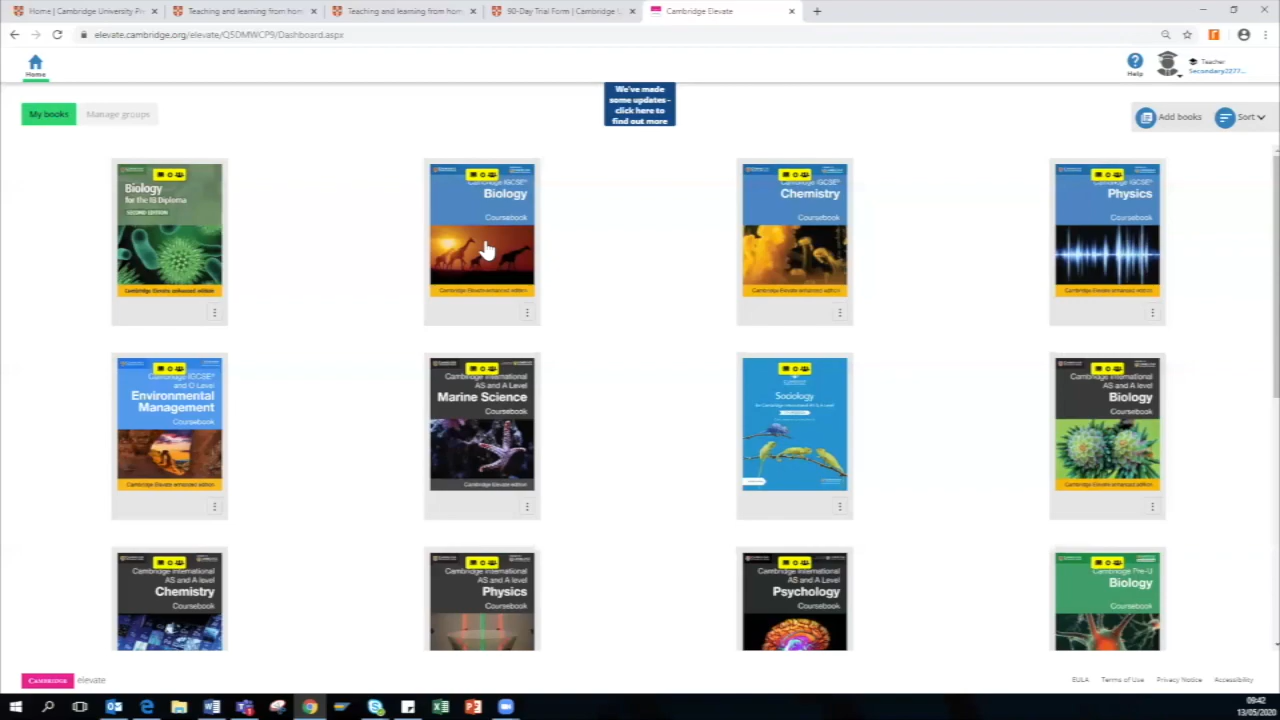 Home | Cambridge University Pre
Teaching and learning from hom
Teaching and learning from hom
90-Day Trial Form | Cambridge U
Cambridge Elevate
elevate.cambridge.org/elevate/Q5DMWCP9/Dashboard.aspx
Home
Help
Teacher
Secondary2277...
We've made
some updates -
click here to
find out more
My books
Manage groups
Add books
Sort
Biology
for the IB Diploma
SECOND EDITION
Cambridge Elevate enhanced edition
Cambridge IGCSE®
Biology
Coursebook
Cambridge Elevate enhanced edition
Cambridge IGCSE®
Chemistry
Coursebook
Cambridge Elevate enhanced edition
Cambridge IGCSE®
Physics
Coursebook
Cambridge Elevate enhanced edition
Cambridge IGCSE®
and O Level
Environmental
Management
Coursebook
Cambridge Elevate enhanced edition
Cambridge International
AS and A Level
Marine Science
Coursebook
Cambridge Elevate edition
Sociology
Cambridge International
AS and A level
Biology
Coursebook
Cambridge Elevate enhanced edition
Cambridge International
AS and A level
Chemistry
Coursebook
Cambridge International
AS and A level
Physics
Coursebook
Cambridge International
AS and A Level
Psychology
Coursebook
Cambridge Pre-U
Biology
Coursebook
CAMBRIDGE elevate
EULA
Terms of Use
Privacy Notice
Accessibility
09:42
13/05/2020